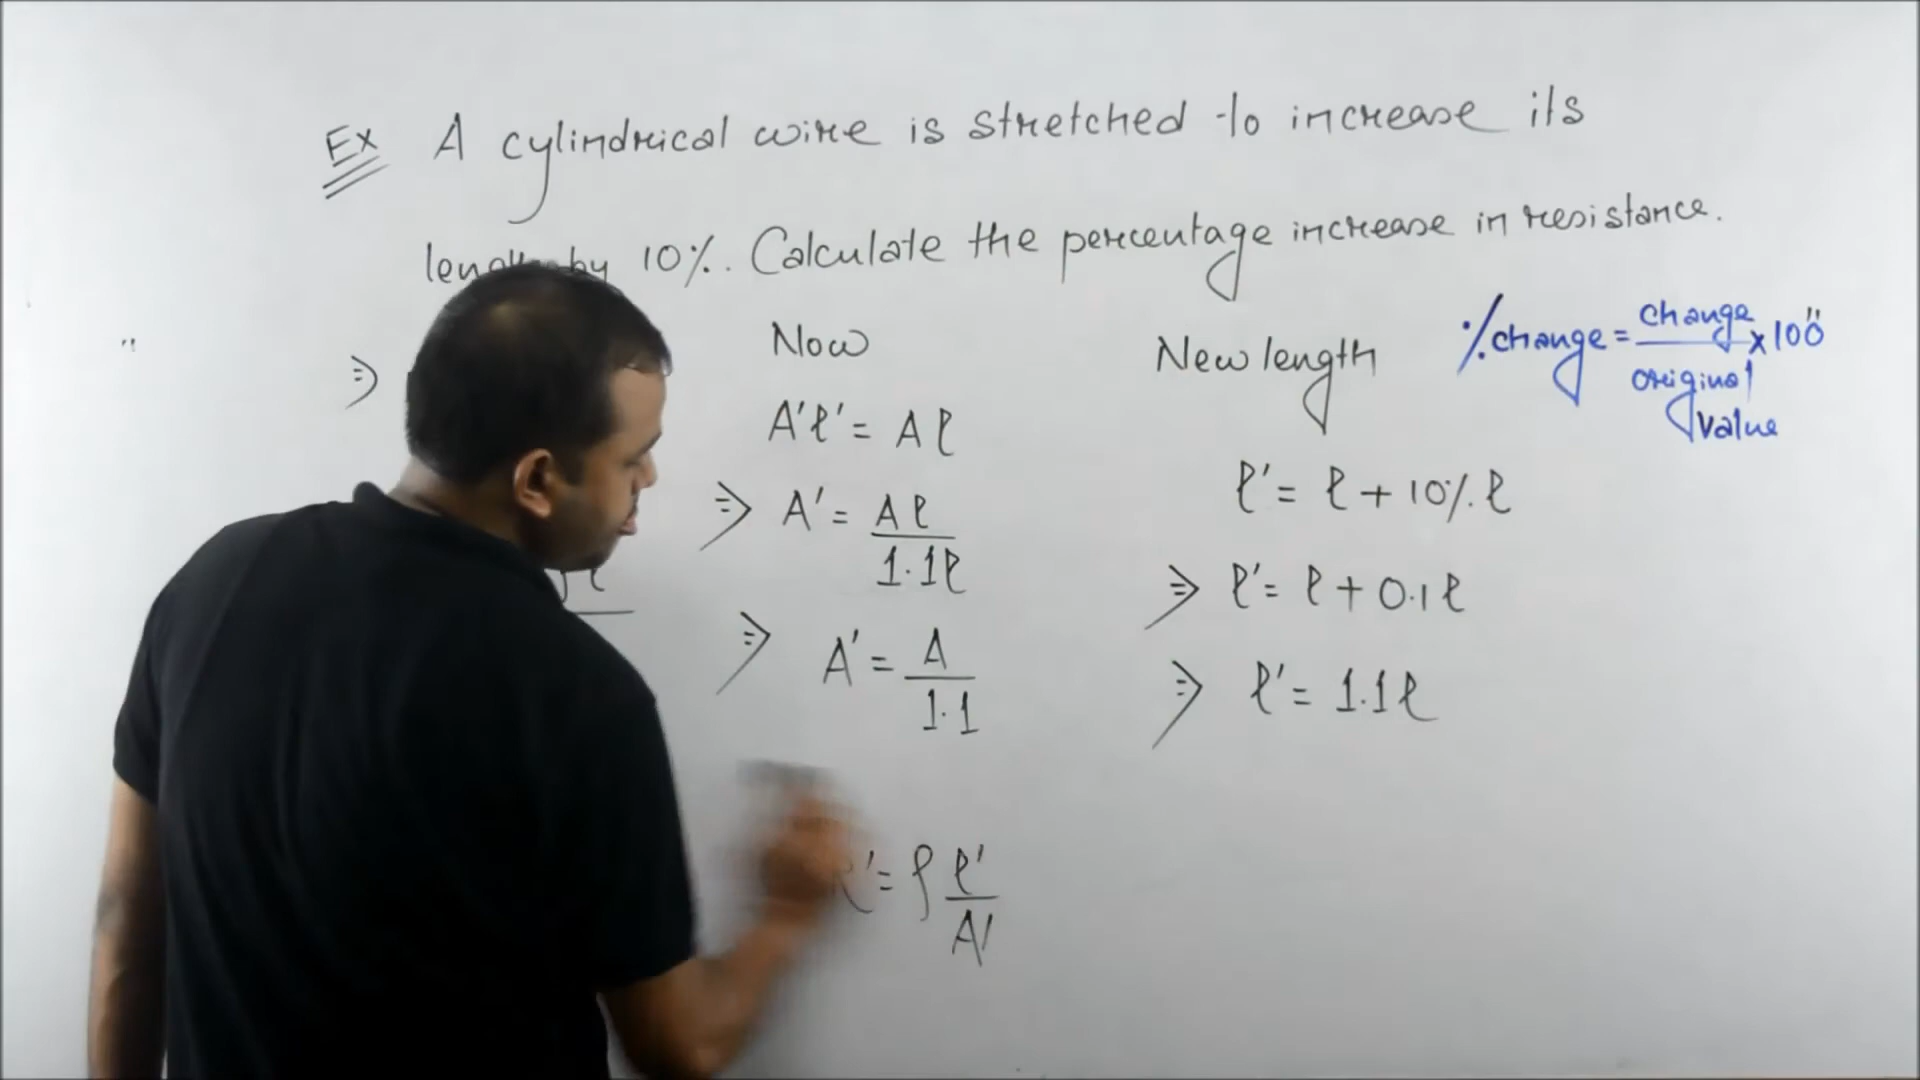 Ex A cylindrical wire is stretched to increase its
by 10%. Calculate the percentage increase in resistance.
⇒
Now
A'l' = Al
⇒ A' = Al/1.1l
⇒ A' = A/1.1
R' = ρ l'/A'
New length
l' = l + 10% l
⇒ l' = l + 0.1l
⇒ l' = 1.1l
% change = change/original value x 100